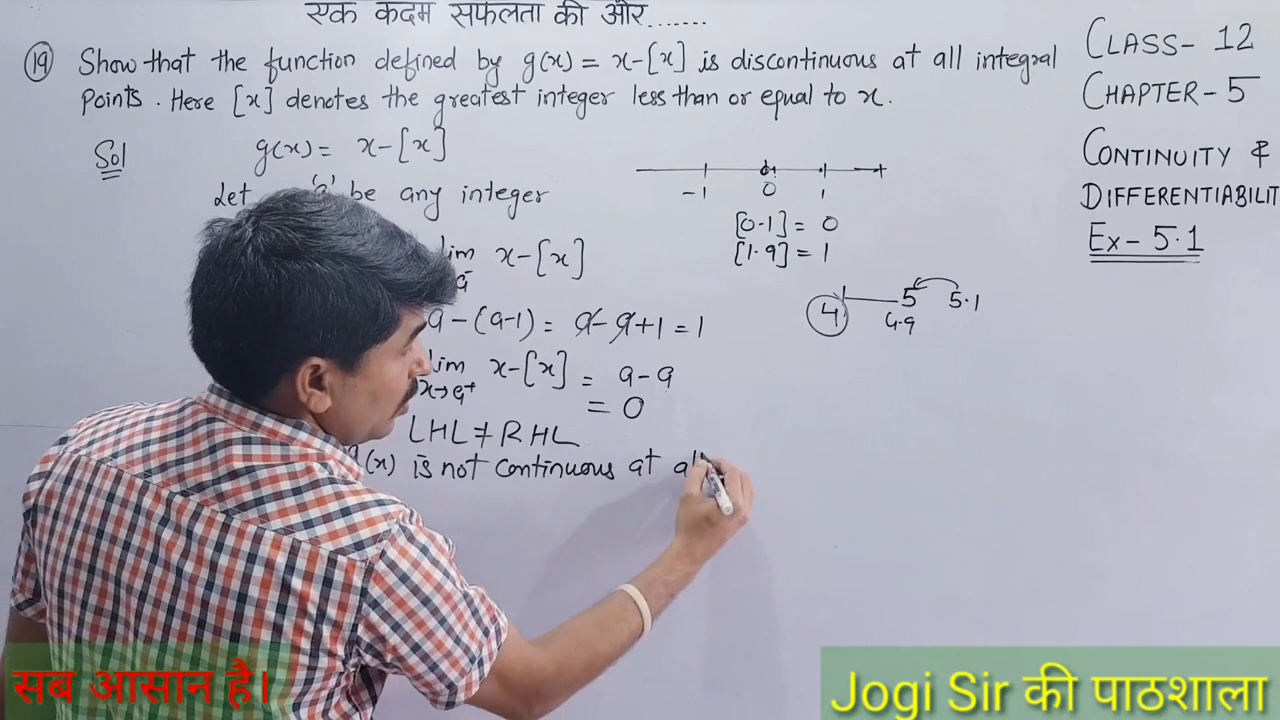 एक कदम सफलता की ओर.......
19 Show that the function defined by g(x) = x-[x] is discontinuous at all integral
Points. Here [x] denotes the greatest integer less than or equal to x.
Sol
g(x) = x-[x]
Let 'a' be any integer
lim x-[x]
a - (a-1) = a - a + 1 = 1
lim x-[x] = a - a
x→a+
= 0
LHL ≠ RHL
g(x) is not continuous at all
-1 0 1
[0.1] = 0
[1.9] = 1
4 5 5.1
4.9
CLASS- 12
CHAPTER- 5
CONTINUITY &
DIFFERENTIABILIT
Ex- 5.1
सब आसान है।
Jogi Sir की पाठशाला